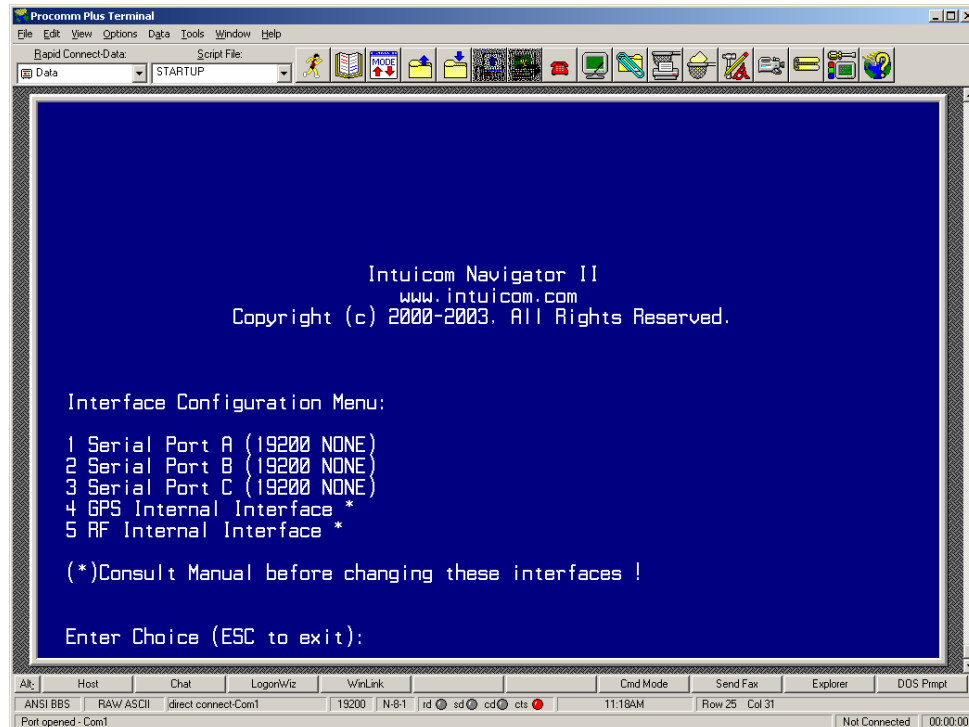 Procomm Plus Terminal
File Edit View Options Data Tools Window Help
Rapid Connect-Data: Script File:
Data STARTUP MODE
Intuicom Navigator II
www.intuicom.com
Copyright (c) 2000-2003, All Rights Reserved.
Interface Configuration Menu:
1 Serial Port A (19200 NONE)
2 Serial Port B (19200 NONE)
3 Serial Port C (19200 NONE)
4 GPS Internal Interface *
5 RF Internal Interface *
(*)Consult Manual before changing these interfaces !
Enter Choice (ESC to exit):
Alt: Host Chat LogonWiz WinLink Cmd Mode Send Fax Explorer DOS Prmpt
ANSI BBS RAW ASCII direct connect-Com1 19200 N-8-1 rd sd cd cts 11:18AM Row 25 Col 31
Port opened - Com1 Not Connected 00:00:00